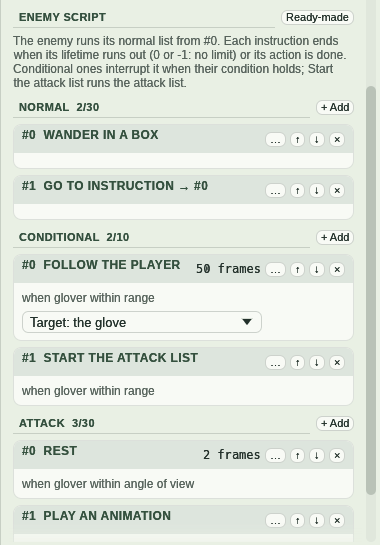 ENEMY SCRIPT Ready-made
The enemy runs its normal list from #0. Each instruction ends
when its lifetime runs out (0 or -1: no limit) or its action is done.
Conditional ones interrupt it when their condition holds; Start
the attack list runs the attack list.
NORMAL 2/30 + Add
#0 WANDER IN A BOX ... ↑ ↓ ×
#1 GO TO INSTRUCTION → #0 ... ↑ ↓ ×
CONDITIONAL 2/10 + Add
#0 FOLLOW THE PLAYER 50 frames ... ↑ ↓ ×
when glover within range
Target: the glove
#1 START THE ATTACK LIST ... ↑ ↓ ×
when glover within range
ATTACK 3/30 + Add
#0 REST 2 frames ... ↑ ↓ ×
when glover within angle of view
#1 PLAY AN ANIMATION ... ↑ ↓ ×